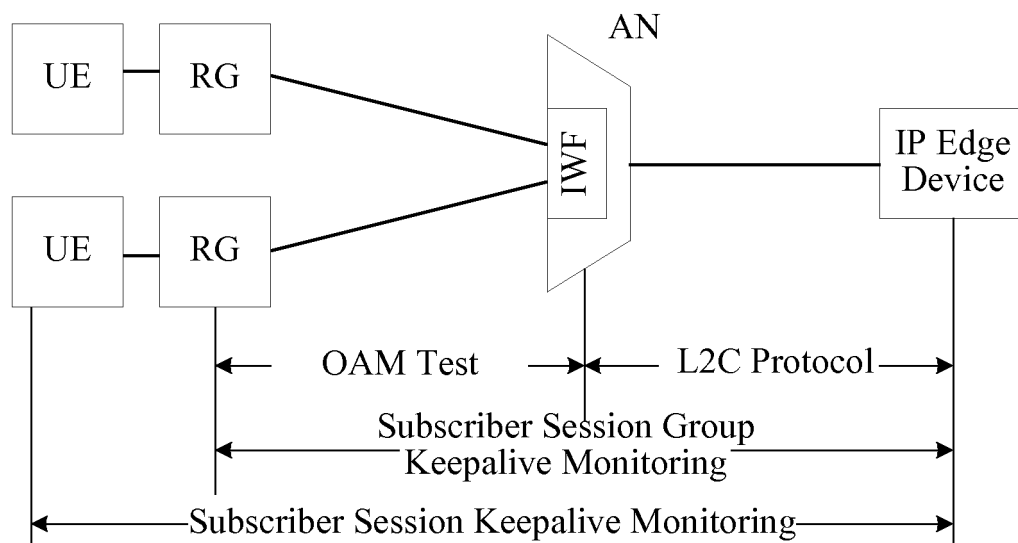 AN
UE
RG
IWF
IP Edge
Device
UE
RG
OAM Test
L2C Protocol
Subscriber Session Group
Keepalive Monitoring
Subscriber Session Keepalive Monitoring